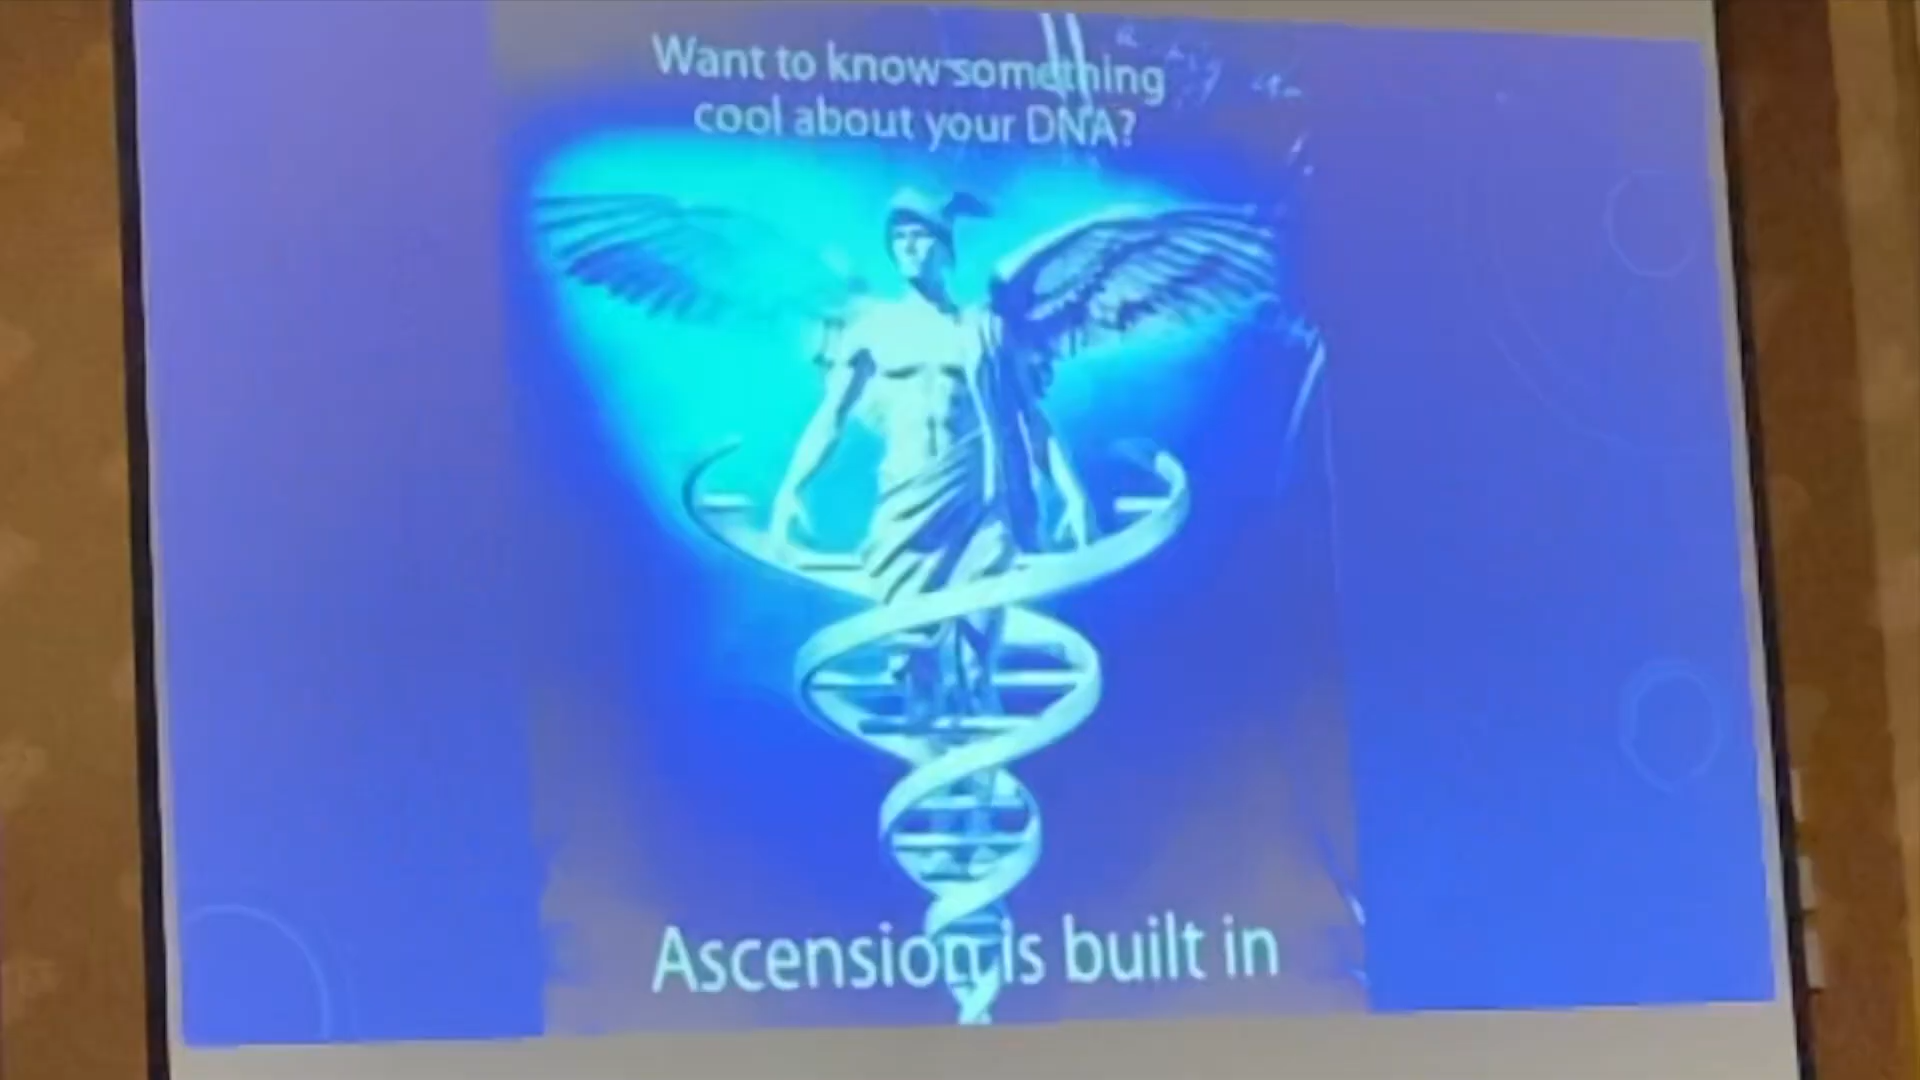 Want to know something
cool about your DNA?
Ascension is built in